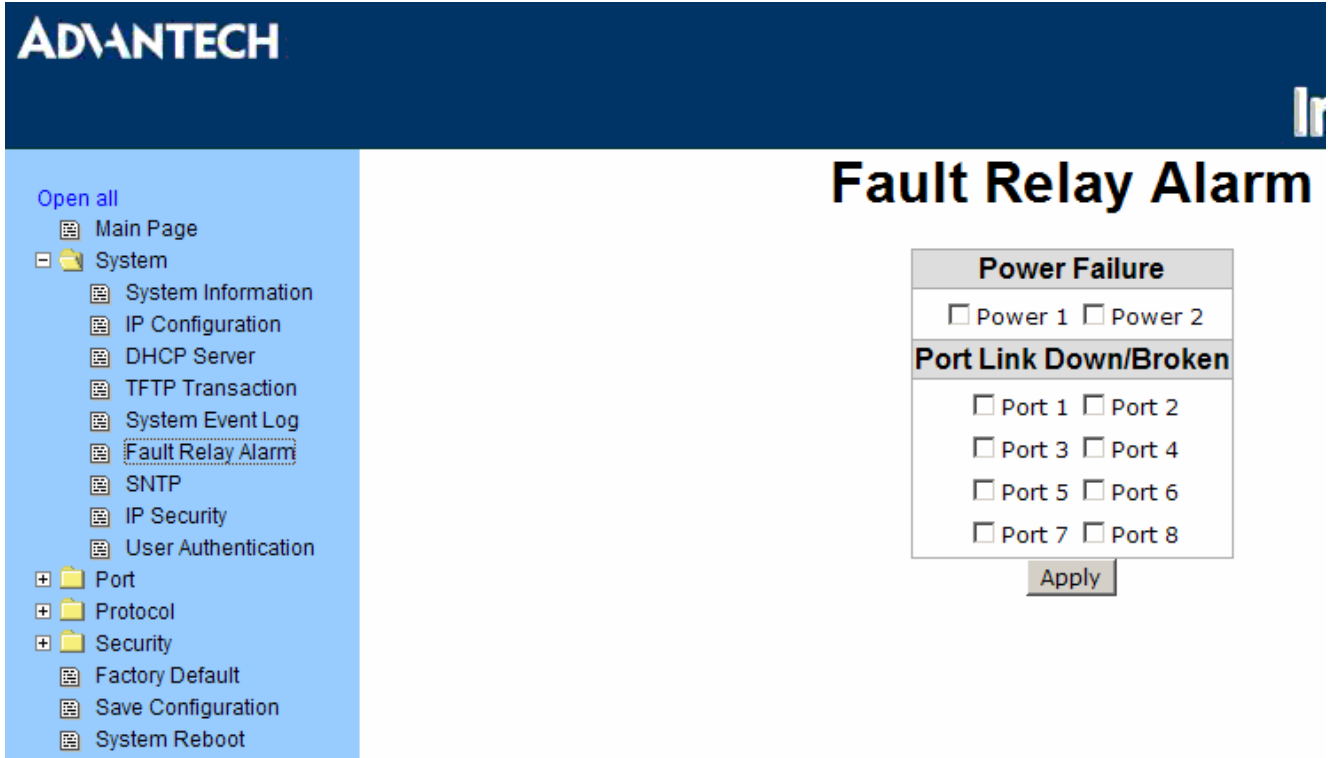 ADVANTECH
Open all
Main Page
System
System Information
IP Configuration
DHCP Server
TFTP Transaction
System Event Log
Fault Relay Alarm
SNTP
IP Security
User Authentication
Port
Protocol
Security
Factory Default
Save Configuration
System Reboot
Fault Relay Alarm
Power Failure
Power 1 Power 2
Port Link Down/Broken
Port 1 Port 2
Port 3 Port 4
Port 5 Port 6
Port 7 Port 8
Apply